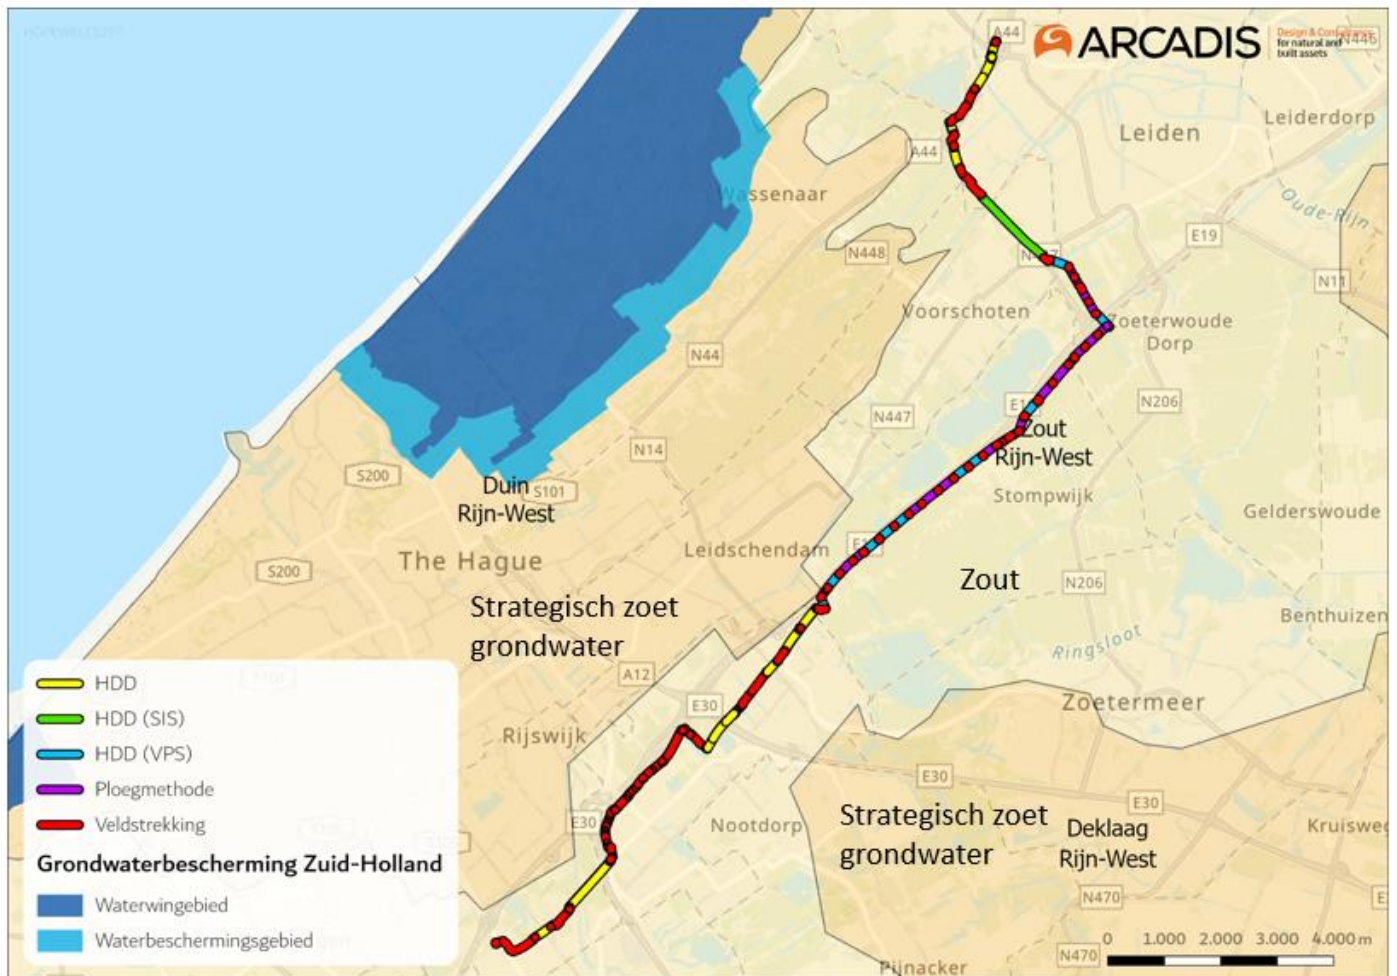 A44
ARCADIS
Design & Consultancy
for natural and
built assets
N446
Leiderdorp
Leiden
A44
Wassenaar
Oude-Rijn
E19
N448
N11
Voorschoten
Zoeterwoude
Dorp
N44
N206
N447
Zout
Rijn-West
N14
S200
Duin
Rijn-West
S101
Stompwijk
Gelderswoude
Leidschendam
The Hague
S200
Zout
N206
Strategisch zoet
grondwater
Benthuizen
Ringsloot
A12
Zoetermeer
E30
Rijswijk
E30
E30
Strategisch zoet
grondwater
E30
Nootdorp
Deklaag
Rijn-West
N470
N470
Pijnacker
HDD
HDD (SIS)
HDD (VPS)
Ploegmethode
Veldstrekking
Grondwaterbescherming Zuid-Holland
Waterwingebied
Waterbeschermingsgebied
0 1.000 2.000 3.000 4.000 m